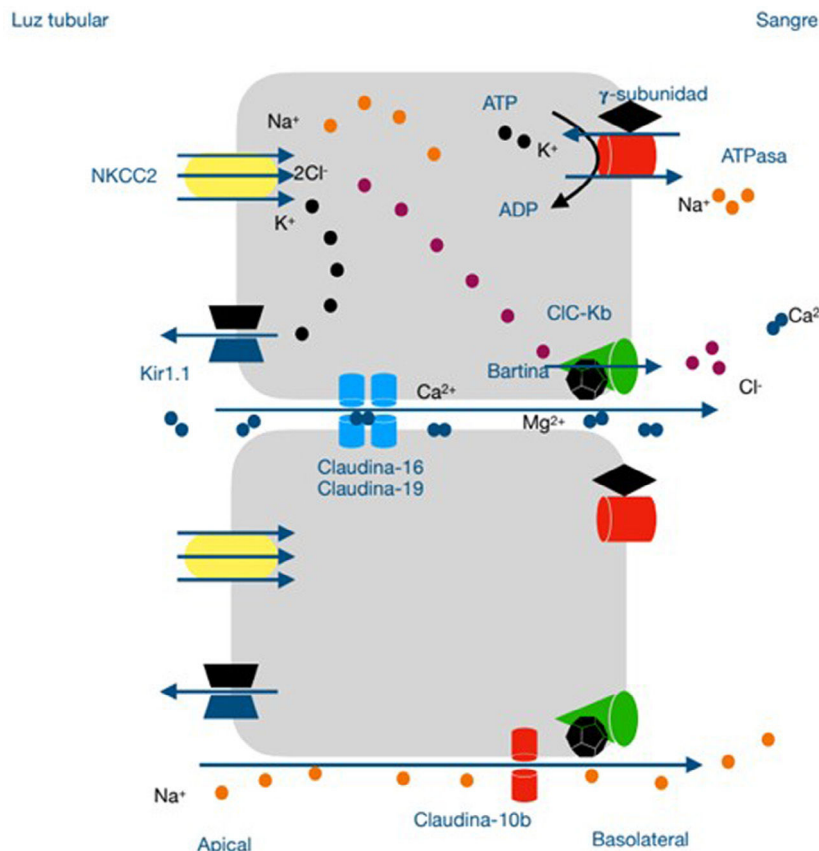 Luz tubular
Sangre
ATP
γ-subunidad
Na⁺
K⁺
ATPasa
NKCC2
2Cl⁻
ADP
Na⁺
K⁺
ClC-Kb
Ca²
Kir1.1
Bartina
Ca²⁺
Cl⁻
Mg²⁺
Claudina-16
Claudina-19
Na⁺
Claudina-10b
Apical
Basolateral